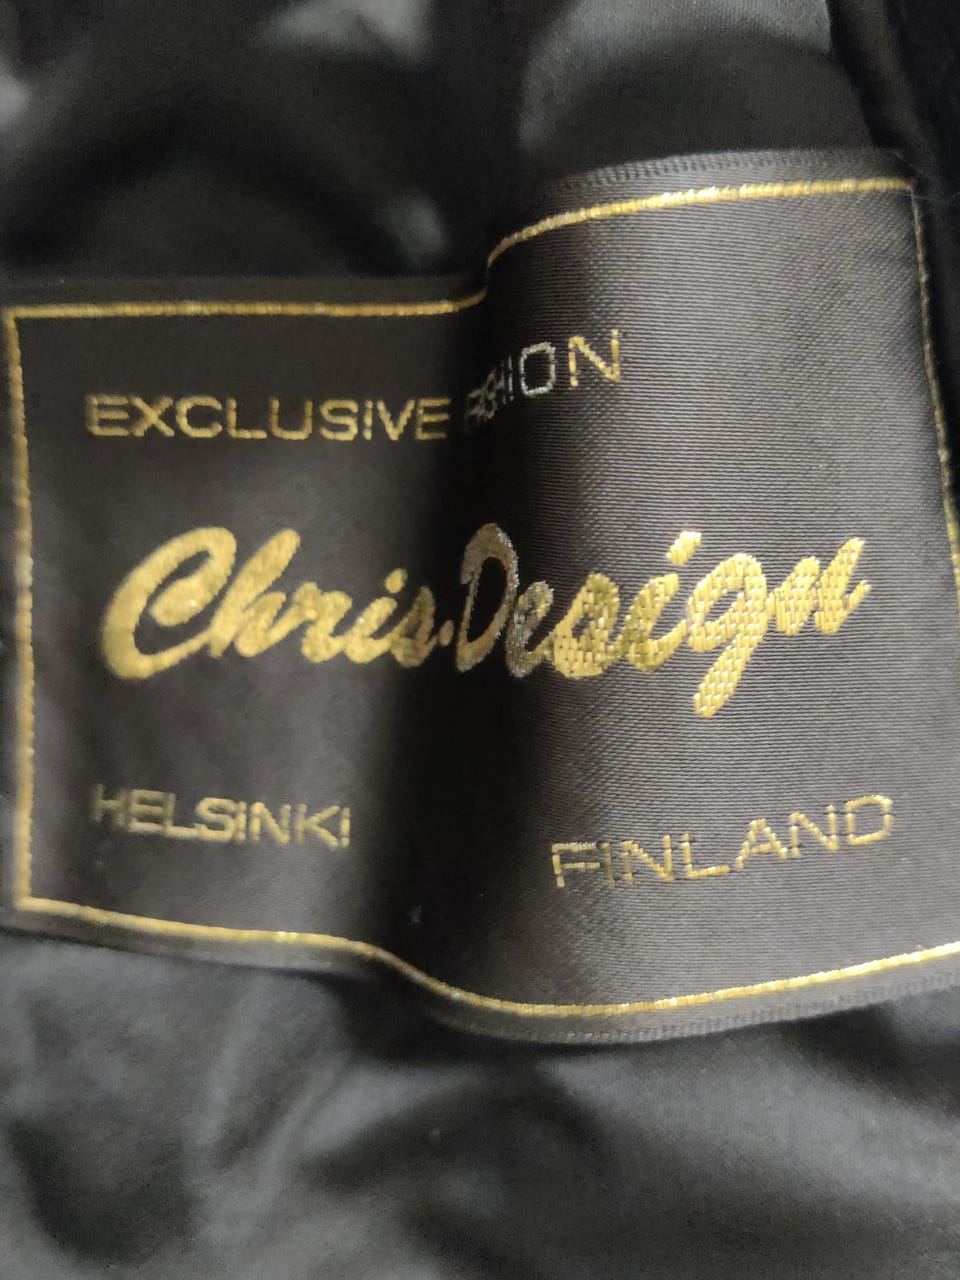 EXCLUSIVE FASHION
Chris.Design
HELSINKI FINLAND